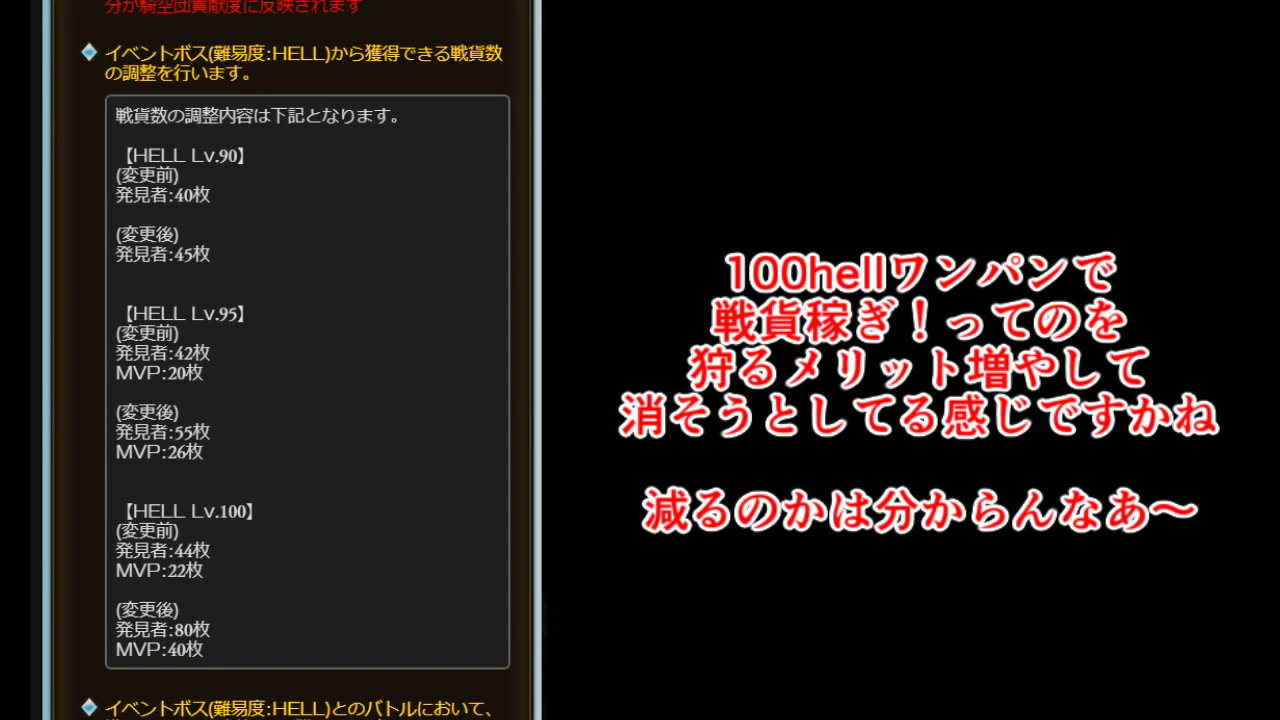 分が騎空団貢献度に反映されます
イベントボス(難易度:HELL)から獲得できる戦貨数
の調整を行います。
戦貨数の調整内容は下記となります。
【HELL Lv.90】
(変更前)
発見者:40枚
(変更後)
発見者:45枚
【HELL Lv.95】
(変更前)
発見者:42枚
MVP:20枚
(変更後)
発見者:55枚
MVP:26枚
【HELL Lv.100】
(変更前)
発見者:44枚
MVP:22枚
(変更後)
発見者:80枚
MVP:40枚
イベントボス(難易度:HELL)とのバトルにおいて、
100hellワンパンで
戦貨稼ぎ！ってのを
狩るメリット増やして
消そうとしてる感じですかね
減るのかは分からんなあ～